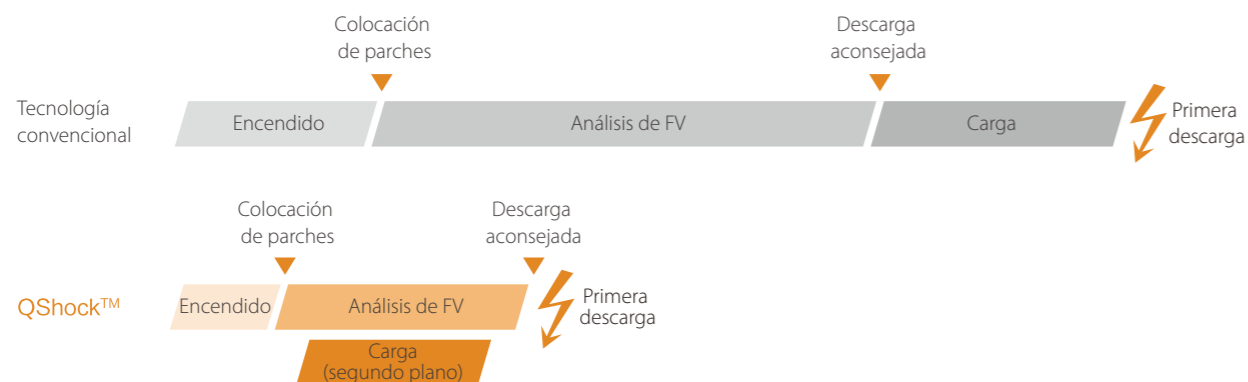 Colocación
de parches
Descarga
aconsejada
Tecnología
convencional
Encendido
Análisis de FV
Carga
Primera
descarga
Colocación
de parches
Descarga
aconsejada
QShock™
Encendido
Análisis de FV
Primera
descarga
Carga
(segundo plano)